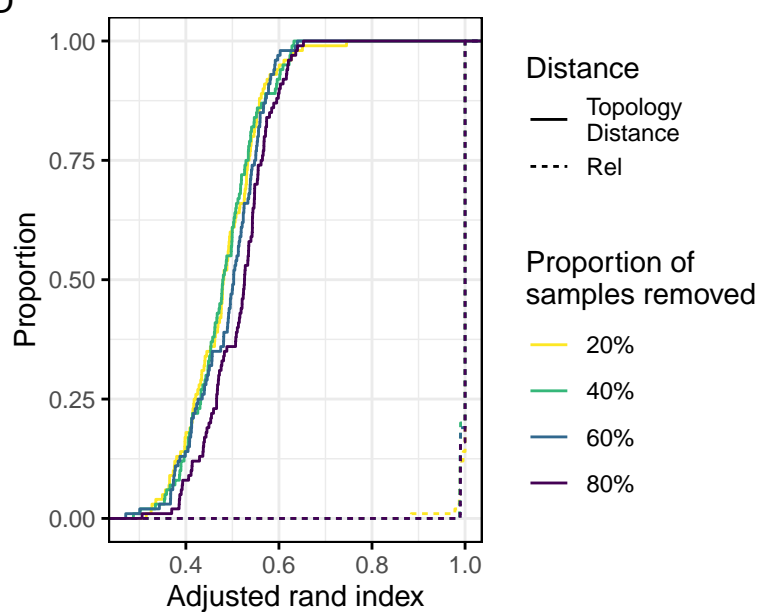 1.00
0.75
0.50
0.25
0.00
Proportion
0.4
0.6
0.8
1.0
Adjusted rand index
Distance
Topology
Distance
Rel
Proportion of
samples removed
20%
40%
60%
80%